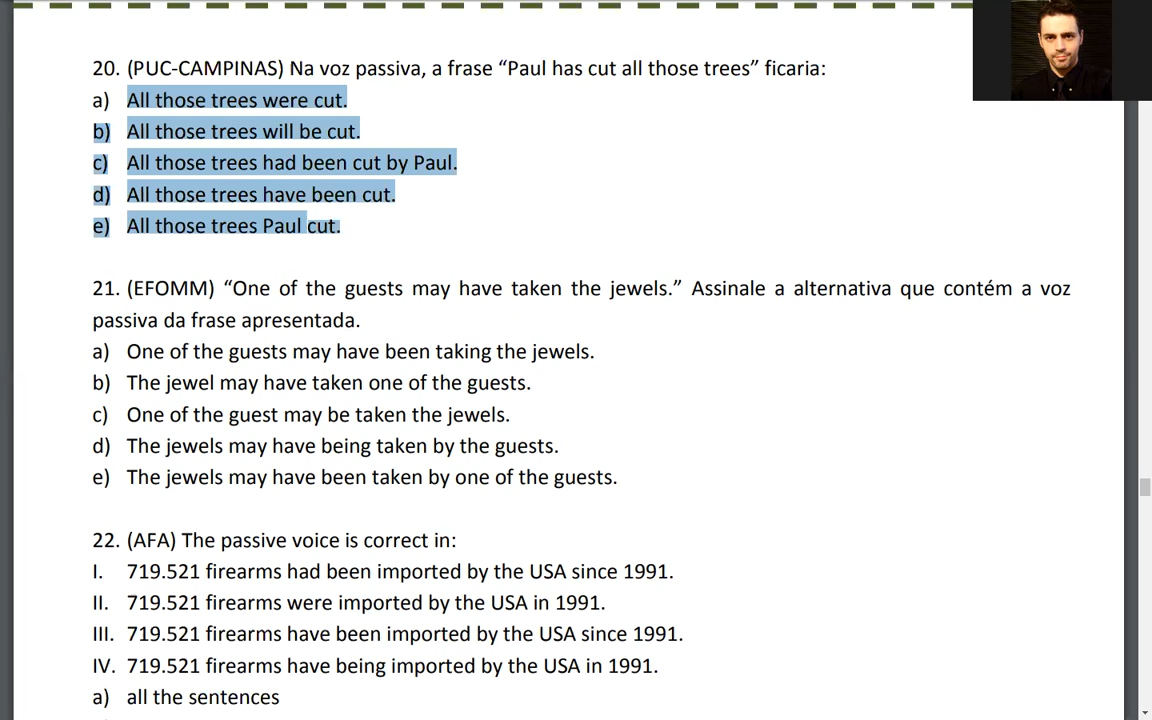 20. (PUC-CAMPINAS) Na voz passiva, a frase “Paul has cut all those trees” ficaria:
a) All those trees were cut.
b) All those trees will be cut.
c) All those trees had been cut by Paul.
d) All those trees have been cut.
e) All those trees Paul cut.
21. (EFOMM) “One of the guests may have taken the jewels.” Assinale a alternativa que contém a voz
passiva da frase apresentada.
a) One of the guests may have been taking the jewels.
b) The jewel may have taken one of the guests.
c) One of the guest may be taken the jewels.
d) The jewels may have being taken by the guests.
e) The jewels may have been taken by one of the guests.
22. (AFA) The passive voice is correct in:
I. 719.521 firearms had been imported by the USA since 1991.
II. 719.521 firearms were imported by the USA in 1991.
III. 719.521 firearms have been imported by the USA since 1991.
IV. 719.521 firearms have being imported by the USA in 1991.
a) all the sentences